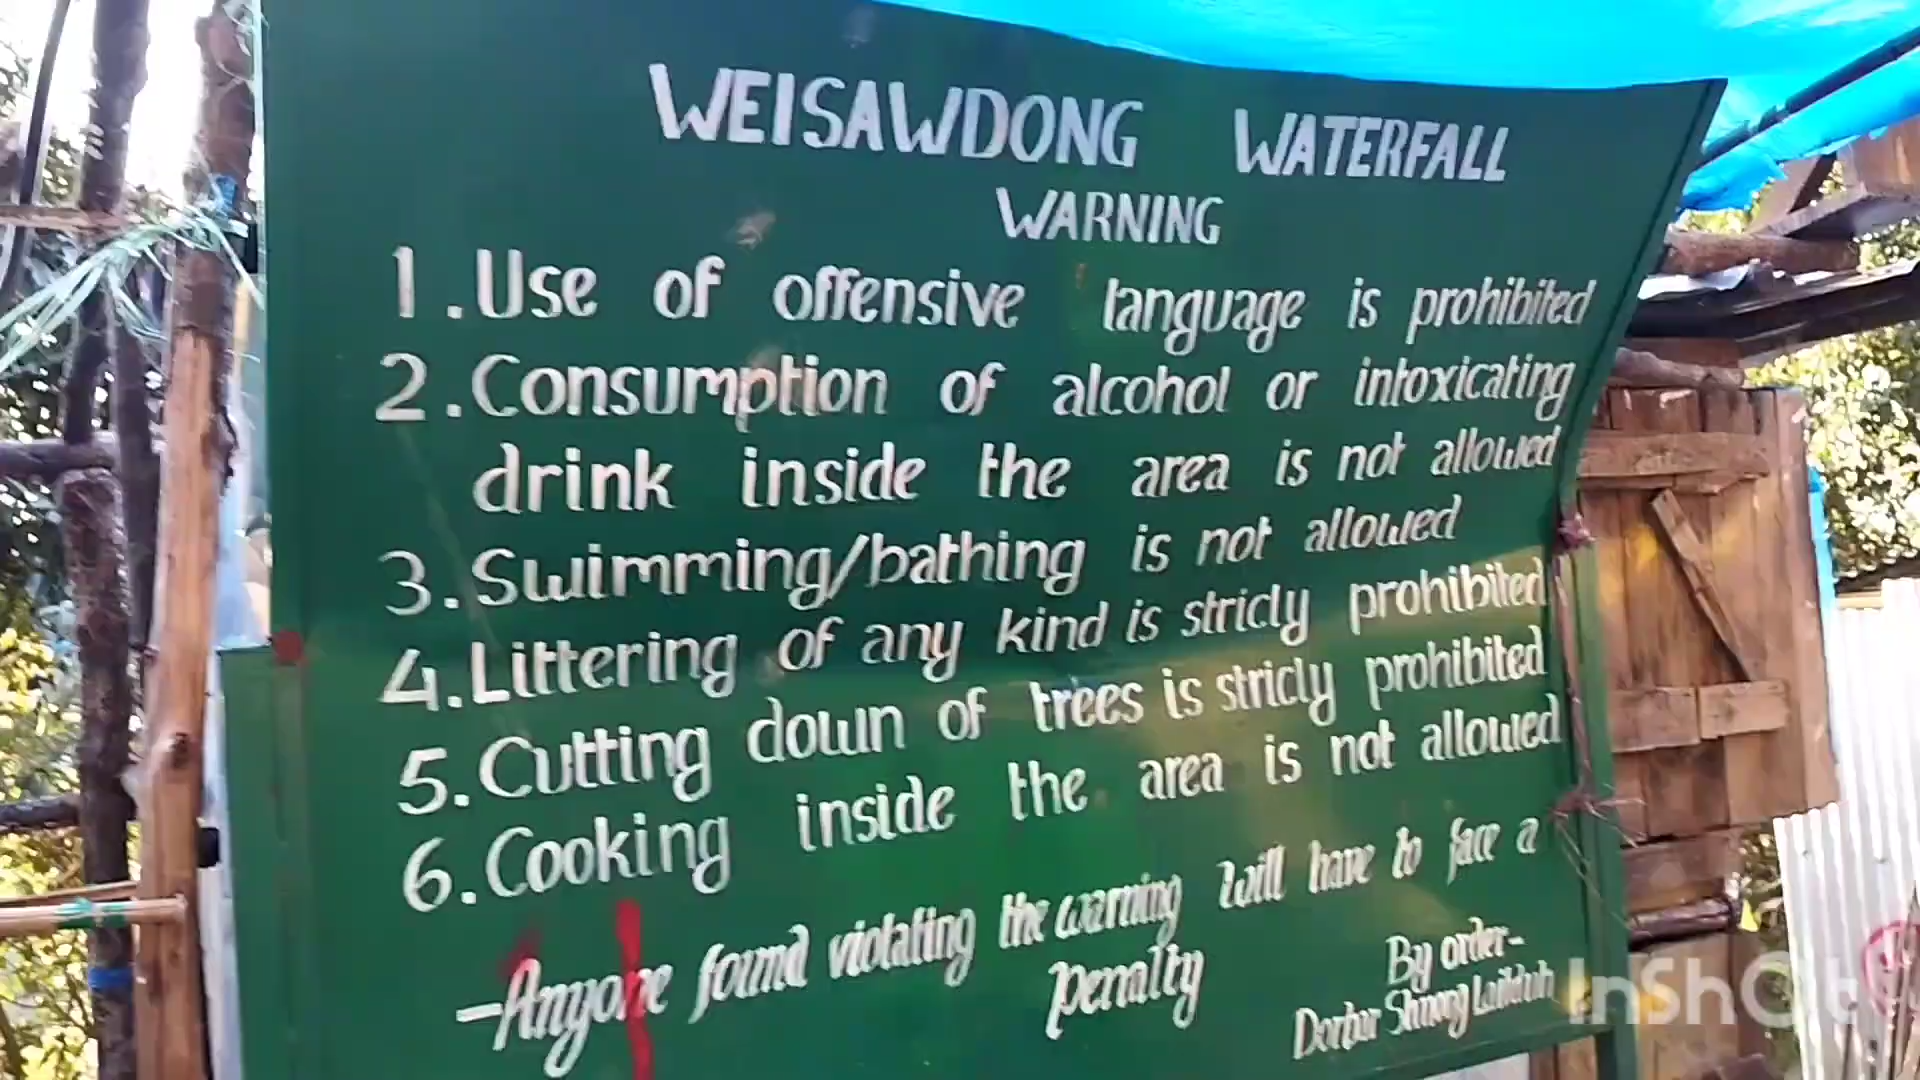 WEISAWDONG WATERFALL
WARNING
1. Use of offensive language is prohibited
2. Consumption of alcohol or intoxicating
drink inside the area is not allowed
3. Swimming/bathing is not allowed
4. Littering of any kind is stricly prohibited
5. Cutting down of trees is stricly prohibited
6. Cooking inside the area is not allowed
-Anyone found violating the warning will have to face a
penalty
By order-
Dorbar Shnong Laitduh
InShOt